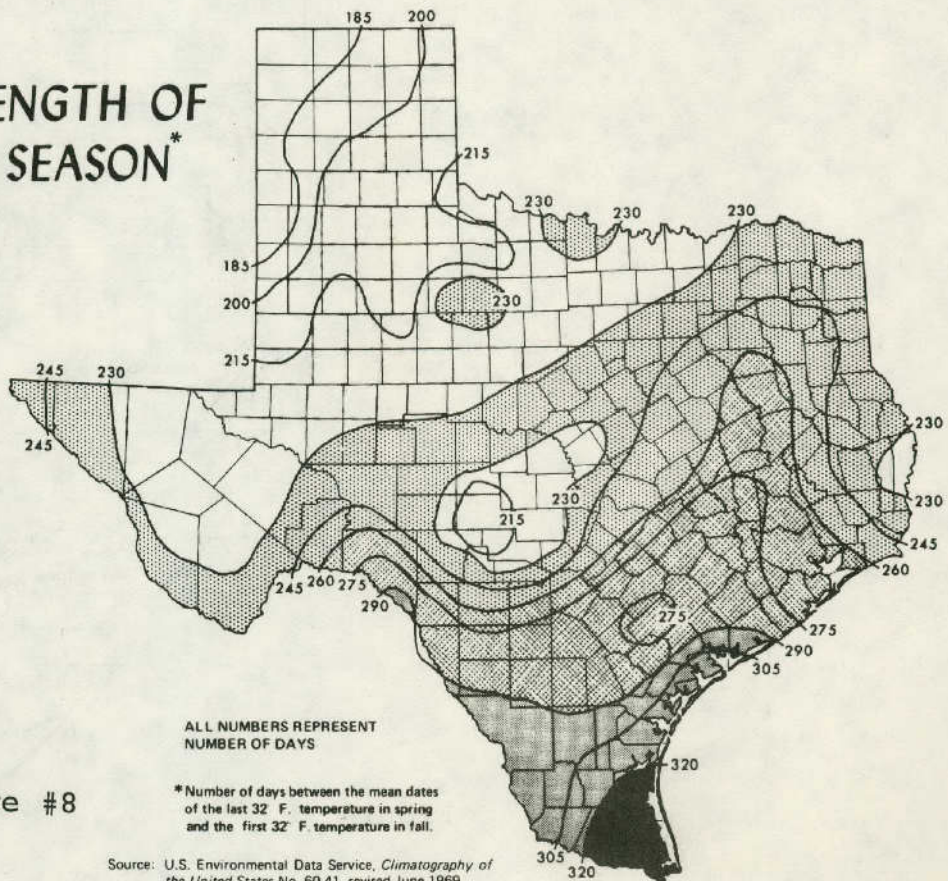 185 200
ENGTH OF
SEASON*
215
230 230 230
185
200
230
215
245 230
245
230
230
215
230
245
245 260 275
260
290
275
275
290
305
ALL NUMBERS REPRESENT
NUMBER OF DAYS
320
e #8
*Number of days between the mean dates
of the last 32° F. temperature in spring
and the first 32° F. temperature in fall.
305
320
Source: U.S. Environmental Data Service, Climatography of
the United States No. 60-41, revised June 1969